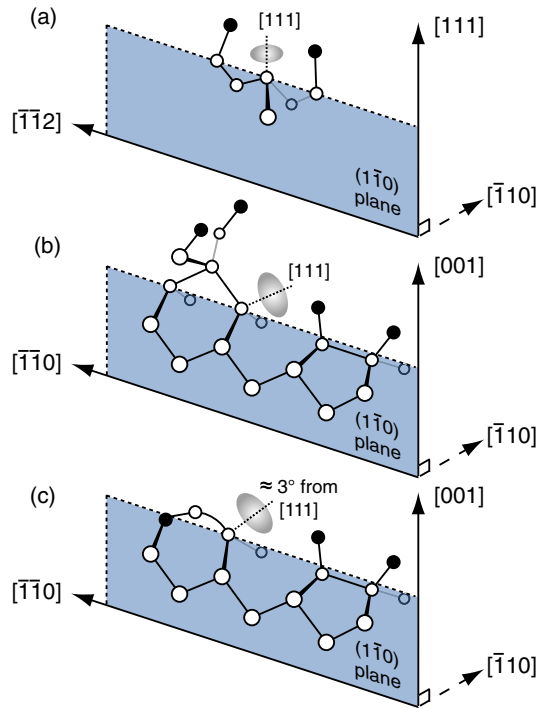 (a)
[111]
[111]
[1̄1̄2]
(11̄0)
plane
[1̄10]
(b)
[111]
[001]
[1̄1̄0]
(11̄0)
plane
[1̄10]
(c)
≈ 3° from
[111]
[001]
[1̄1̄0]
(11̄0)
plane
[1̄10]